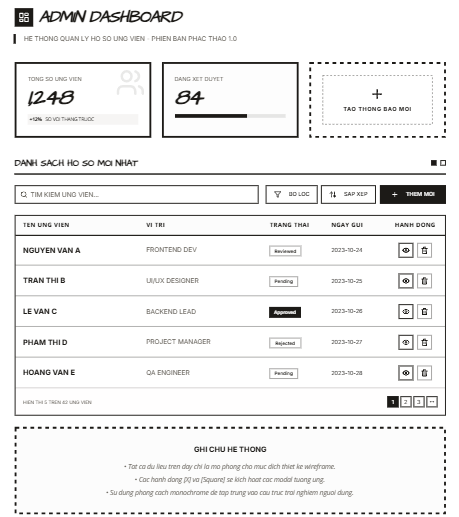 ADMIN DASHBOARD
HE THONG QUAN LY HO SO UNG VIEN - PHIEN BAN PHAC THAO 1.0
TONG SO UNG VIEN
1,248
+12% SO VOI THANG TRUOC
DANG XET DUYET
84
+
TAO THONG BAO MOI
DANH SACH HO SO MOI NHAT
TIM KIEM UNG VIEN...
BO LOC
SAP XEP
+ THEM MOI
TEN UNG VIEN VI TRI TRANG THAI NGAY GUI HANH DONG
NGUYEN VAN A FRONTEND DEV Reviewed 2023-10-24
TRAN THI B UI/UX DESIGNER Pending 2023-10-25
LE VAN C BACKEND LEAD Approved 2023-10-26
PHAM THI D PROJECT MANAGER Rejected 2023-10-27
HOANG VAN E QA ENGINEER Pending 2023-10-28
HIEN THI 5 TREN 42 UNG VIEN 1 2 3
GHI CHU HE THONG
• Tat ca du lieu tren day chi la mo phong cho muc dich thiet ke wireframe.
• Cac hanh dong [X] va [Square] se kich hoat cac modal tuong ung.
• Su dung phong cach monochrome de tap trung vao cau truc trai nghiem nguoi dung.